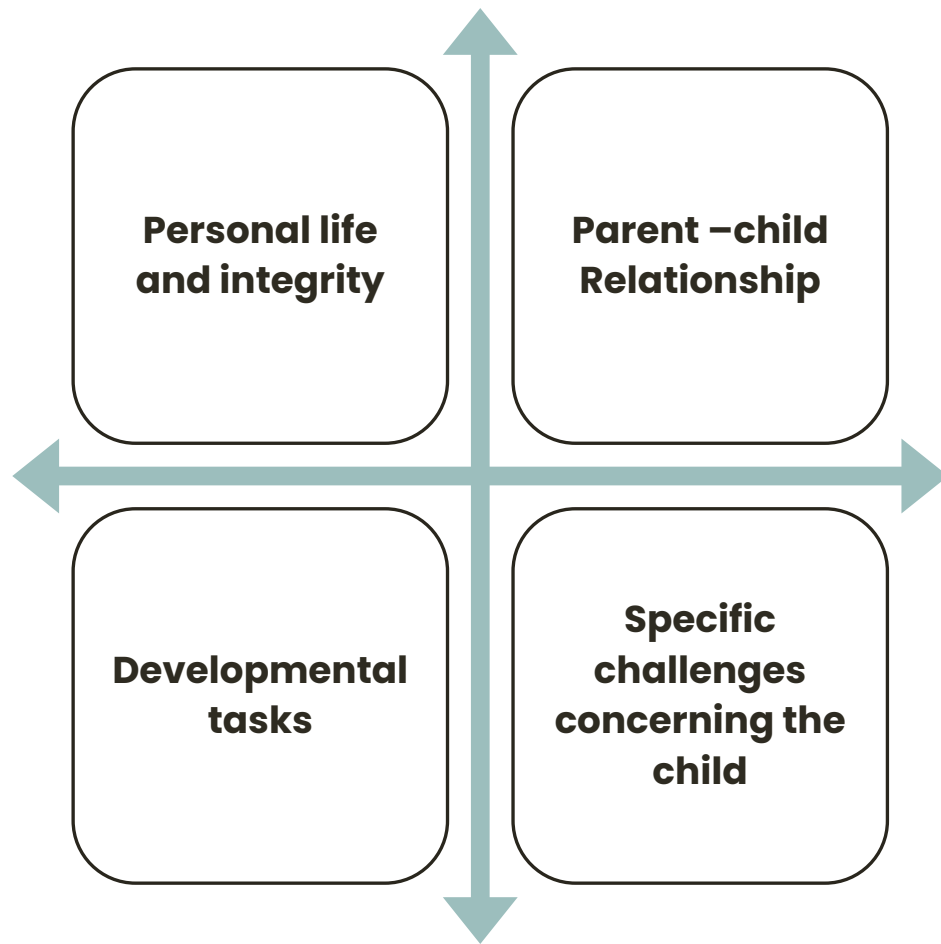 Personal life
and integrity
Parent –child
Relationship
Developmental
tasks
Specific
challenges
concerning the
child